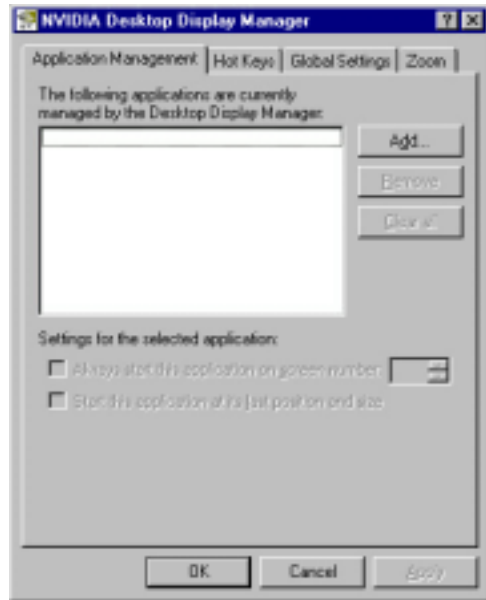 NVIDIA Desktop Display Manager
Application Management Hot Keys Global Settings Zoom
The following applications are currently
managed by the Desktop Display Manager:
Add...
Remove
Clear all
Settings for the selected application:
Always start this application on screen number
Start this application at its last position and size
OK Cancel Apply